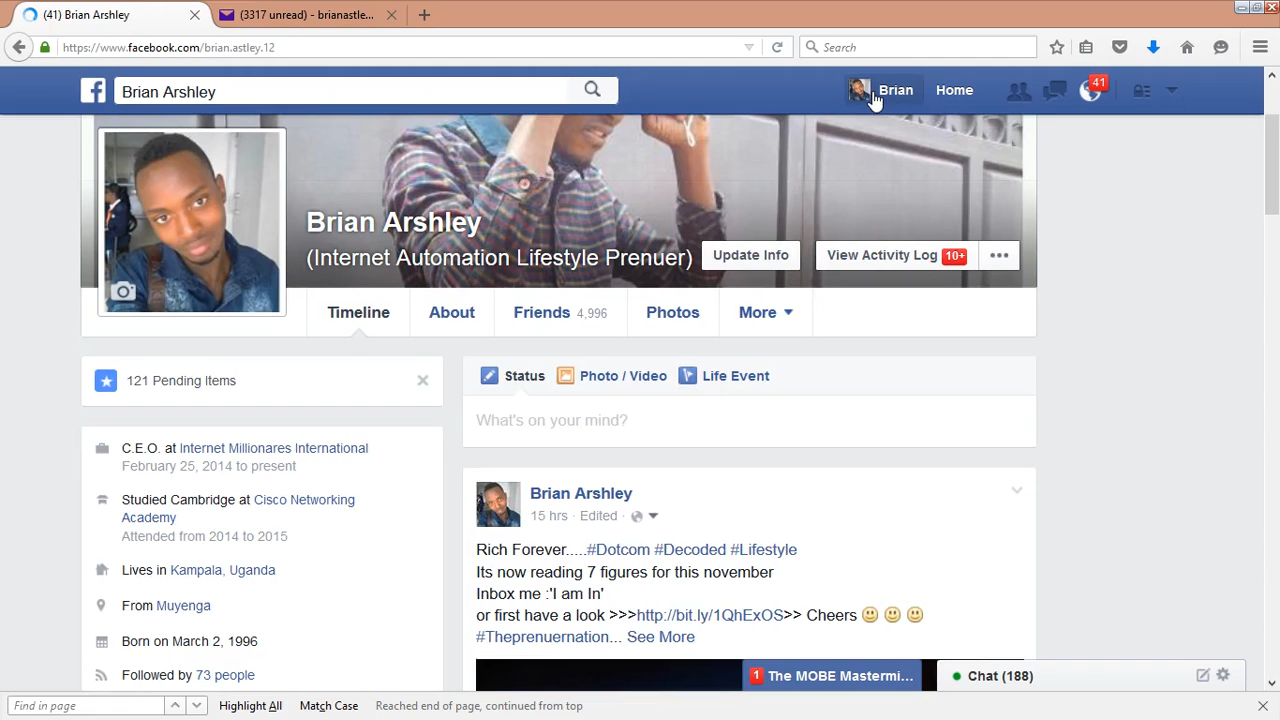 (41) Brian Arshley
(3317 unread) - brianastle...
https://www.facebook.com/brian.astley.12
Search
Brian Arshley
Brian
Home
41
Brian Arshley
(Internet Automation Lifestyle Prenuer)
Update Info
View Activity Log 10+
Timeline
About
Friends 4,996
Photos
More
121 Pending Items
Status
Photo / Video
Life Event
What's on your mind?
C.E.O. at Internet Millionares International
February 25, 2014 to present
Studied Cambridge at Cisco Networking
Academy
Attended from 2014 to 2015
Lives in Kampala, Uganda
From Muyenga
Born on March 2, 1996
Followed by 73 people
Brian Arshley
15 hrs · Edited ·
Rich Forever.....#Dotcom #Decoded #Lifestyle
Its now reading 7 figures for this november
Inbox me :'I am In'
or first have a look >>>http://bit.ly/1QhExOS>> Cheers
#Theprenuernation... See More
1 The MOBE Mastermi...
Chat (188)
Find in page
Highlight All
Match Case
Reached end of page, continued from top